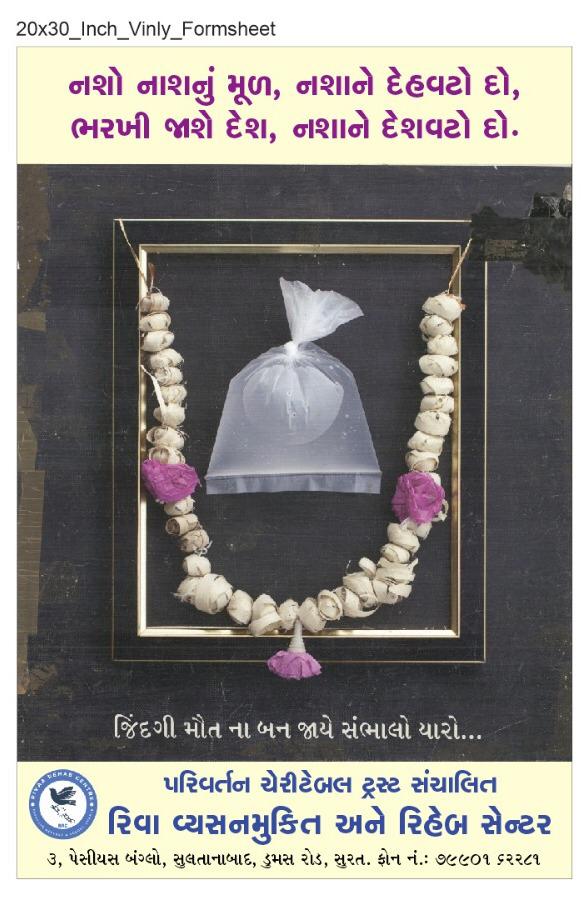 20x30_Inch_Vinly_Formsheet
નશો નાશનું મૂળ, નશાને દેહવટો દો,
ભરખી જાશે દેશ, નશાને દેશવટો દો.
જિંદગી મૌત ના બન જાયે સંભાલો યારો...
પરિવર્તન ચેરીટેબલ ટ્રસ્ટ સંચાલિત
રિવા વ્યસનમુકિત અને રિહેબ સેન્ટર
૩, પેસીયસ બંગ્લો, સુલતાનાબાદ, ડુમસ રોડ, સુરત. ફોન નં.: ૭૯૯૦૧ ૬૨૨૮૧